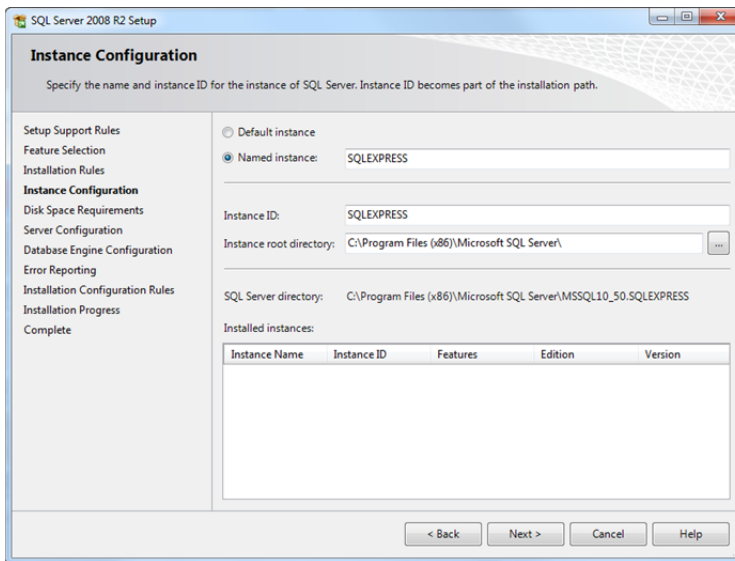 SQL Server 2008 R2 Setup
Instance Configuration
Specify the name and instance ID for the instance of SQL Server. Instance ID becomes part of the installation path.
Setup Support Rules
Feature Selection
Installation Rules
Instance Configuration
Disk Space Requirements
Server Configuration
Database Engine Configuration
Error Reporting
Installation Configuration Rules
Installation Progress
Complete
Default instance
Named instance: SQLEXPRESS
Instance ID: SQLEXPRESS
Instance root directory: C:\Program Files (x86)\Microsoft SQL Server\ ...
SQL Server directory: C:\Program Files (x86)\Microsoft SQL Server\MSSQL10_50.SQLEXPRESS
Installed instances:
Instance Name Instance ID Features Edition Version
< Back Next > Cancel Help